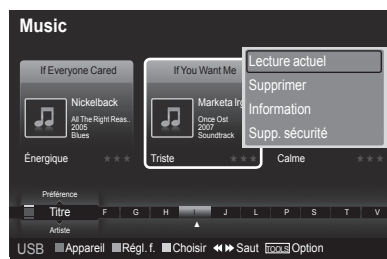 Music
If Everyone Cared
If You Want Me
Lecture actuel
Supprimer
Information
Supp. sécurité
Nickelback
All The Right Reas..
2005
Blues
Marketa Irg
Once Ost
2007
Soundtrack
Énergique ★★★
Triste ★★★
Calme ★★★
Préférence
Titre F G H I J L P S T V
Artiste
USB Appareil Régl. f. Choisir ◀◀ ▶▶ Saut TOOLS Option